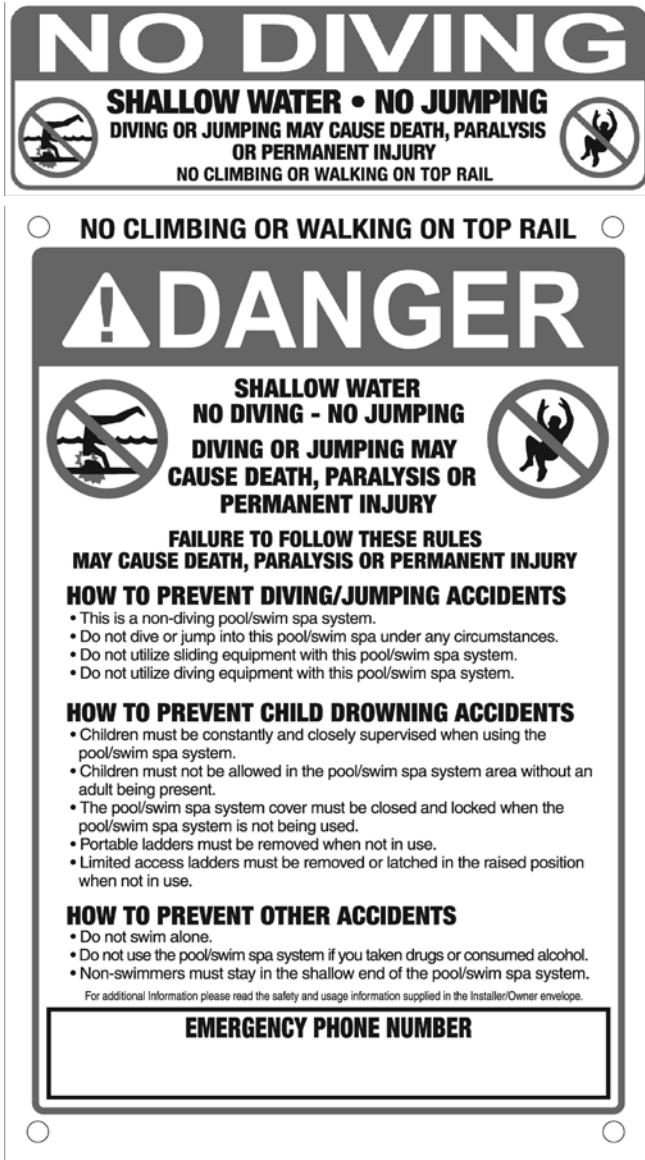 NO DIVING
SHALLOW WATER • NO JUMPING
DIVING OR JUMPING MAY CAUSE DEATH, PARALYSIS
OR PERMANENT INJURY
NO CLIMBING OR WALKING ON TOP RAIL
NO CLIMBING OR WALKING ON TOP RAIL
DANGER
SHALLOW WATER
NO DIVING - NO JUMPING
DIVING OR JUMPING MAY
CAUSE DEATH, PARALYSIS OR
PERMANENT INJURY
FAILURE TO FOLLOW THESE RULES
MAY CAUSE DEATH, PARALYSIS OR PERMANENT INJURY
HOW TO PREVENT DIVING/JUMPING ACCIDENTS
• This is a non-diving pool/swim spa system.
• Do not dive or jump into this pool/swim spa under any circumstances.
• Do not utilize sliding equipment with this pool/swim spa system.
• Do not utilize diving equipment with this pool/swim spa system.
HOW TO PREVENT CHILD DROWNING ACCIDENTS
• Children must be constantly and closely supervised when using the
pool/swim spa system.
• Children must not be allowed in the pool/swim spa system area without an
adult being present.
• The pool/swim spa system cover must be closed and locked when the
pool/swim spa system is not being used.
• Portable ladders must be removed when not in use.
• Limited access ladders must be removed or latched in the raised position
when not in use.
HOW TO PREVENT OTHER ACCIDENTS
• Do not swim alone.
• Do not use the pool/swim spa system if you taken drugs or consumed alcohol.
• Non-swimmers must stay in the shallow end of the pool/swim spa system.
For additional Information please read the safety and usage information supplied in the Installer/Owner envelope.
EMERGENCY PHONE NUMBER